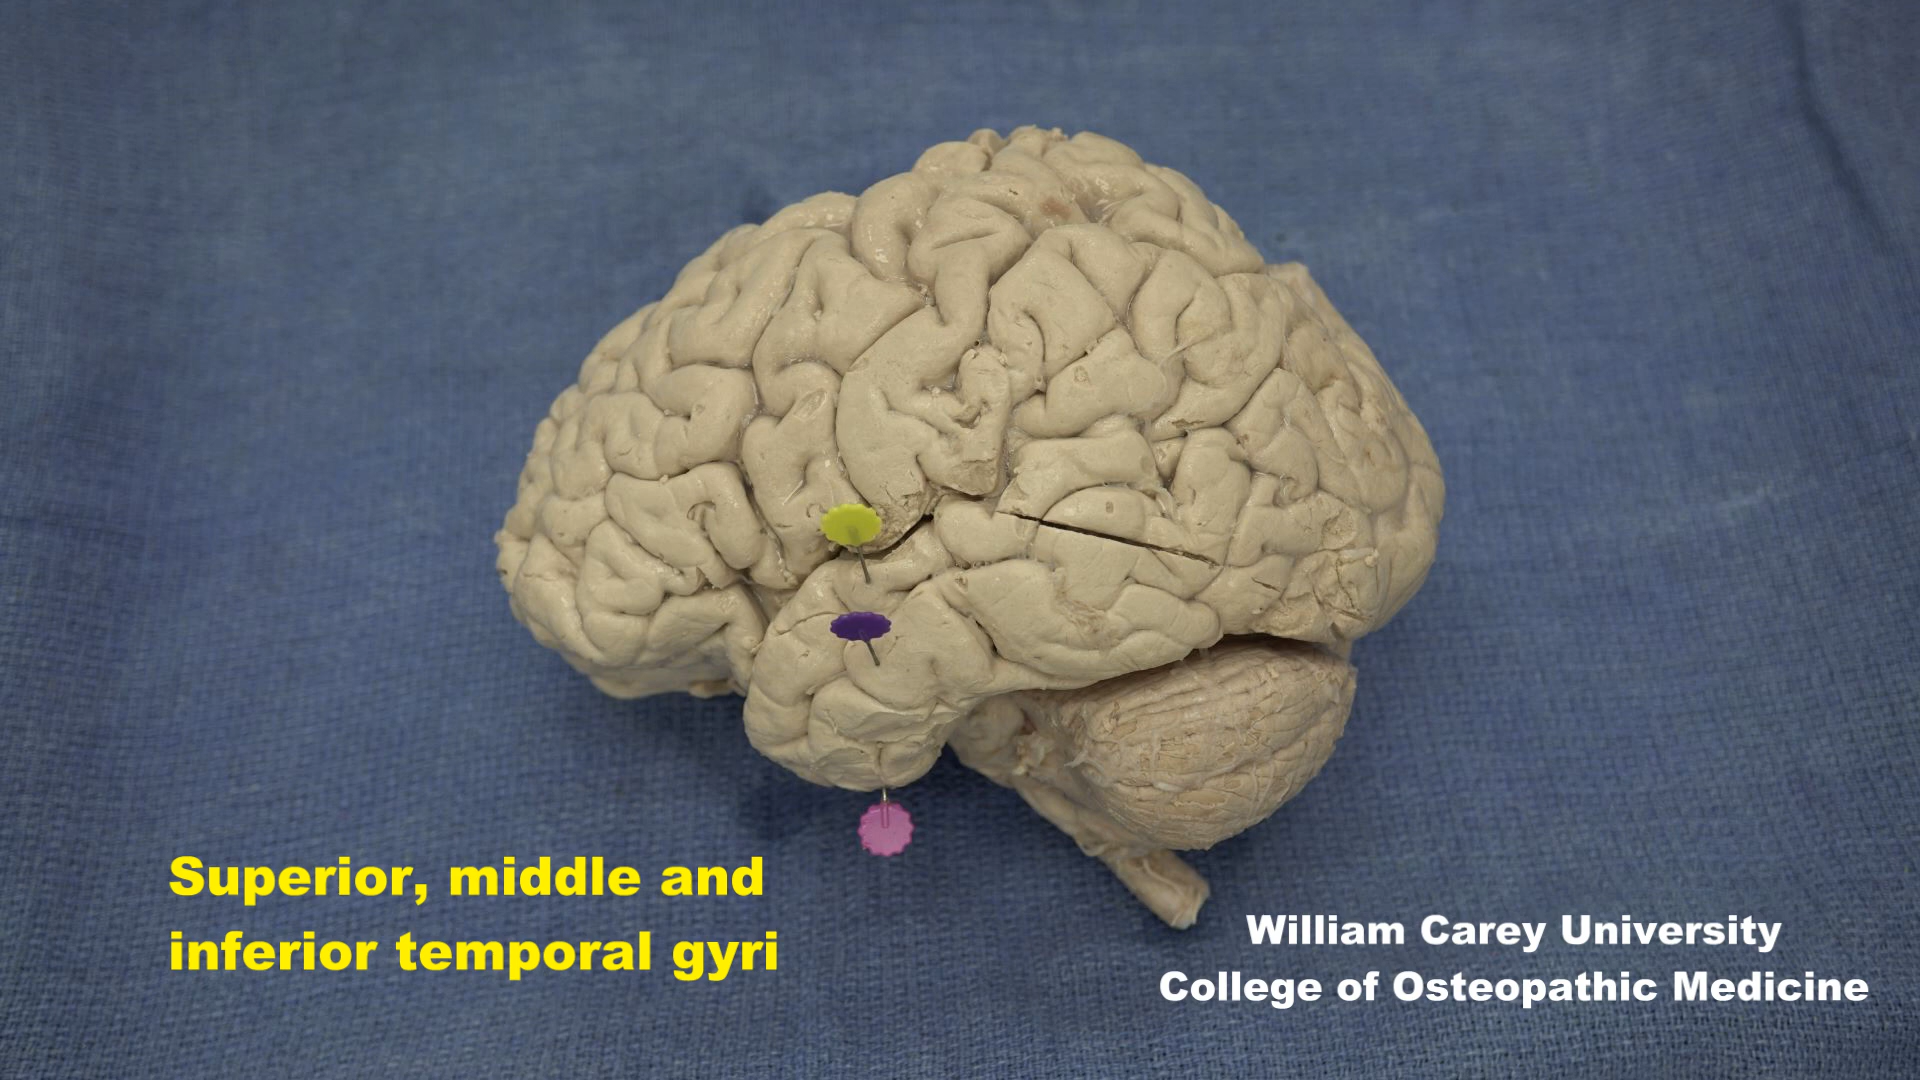 Superior, middle and
inferior temporal gyri
William Carey University
College of Osteopathic Medicine